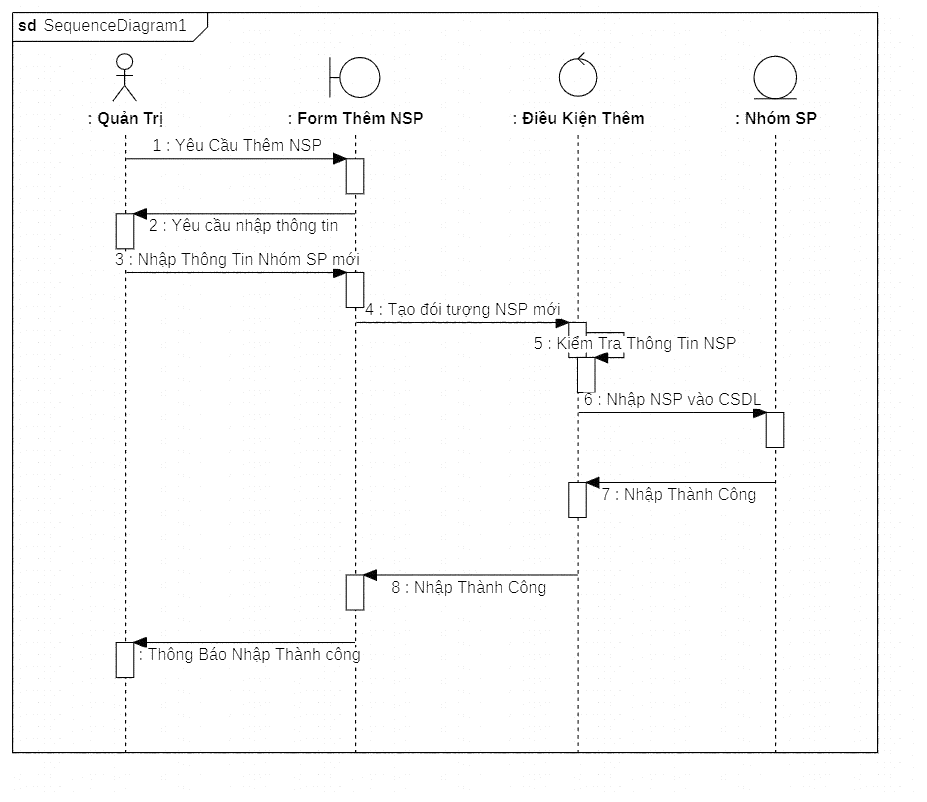 sd SequenceDiagram1
: Quản Trị
: Form Thêm NSP
: Điều Kiện Thêm
: Nhóm SP
1 : Yêu Cầu Thêm NSP
2 : Yêu cầu nhập thông tin
3 : Nhập Thông Tin Nhóm SP mới
4 : Tạo đói tượng NSP mới
5 : Kiểm Tra Thông Tin NSP
6 : Nhập NSP vào CSDL
7 : Nhập Thành Công
8 : Nhập Thành Công
: Thông Báo Nhập Thành công